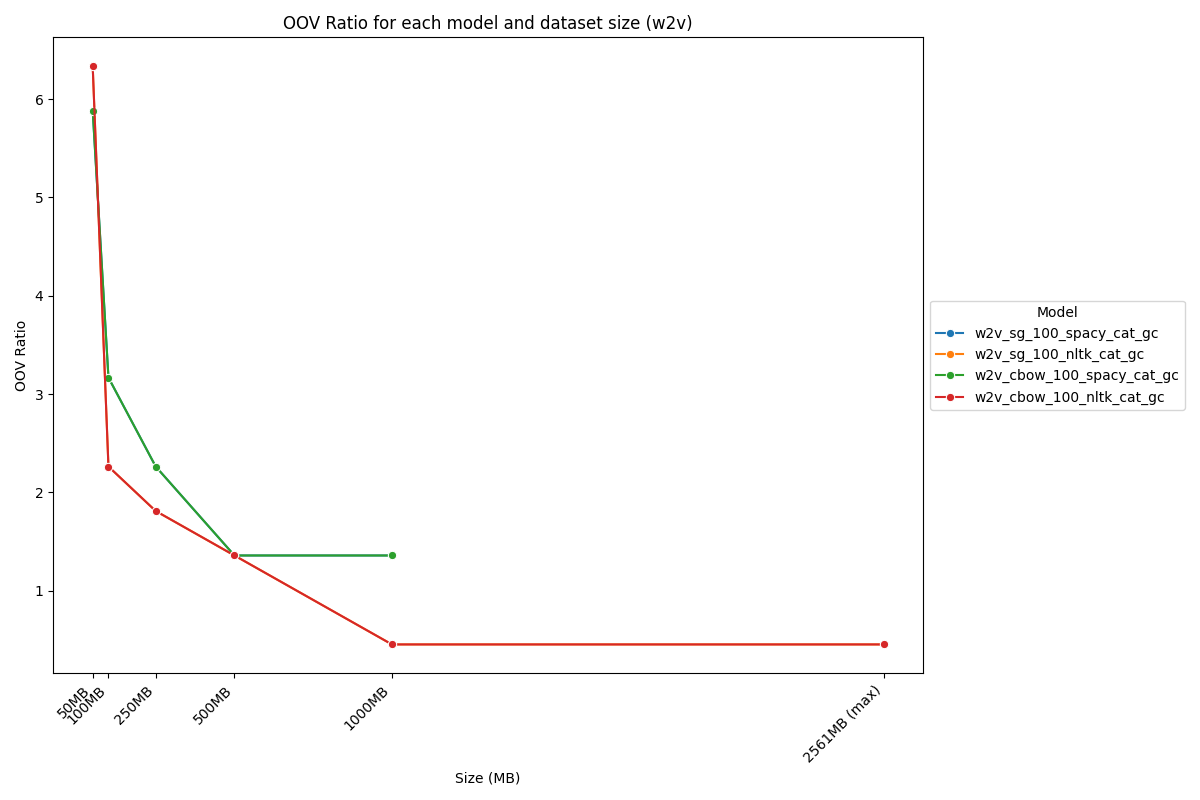 OOV Ratio for each model and dataset size (w2v)
OOV Ratio
6
5
4
3
2
1
50MB
100MB
250MB
500MB
1000MB
2561MB (max)
Size (MB)
Model
w2v_sg_100_spacy_cat_gc
w2v_sg_100_nltk_cat_gc
w2v_cbow_100_spacy_cat_gc
w2v_cbow_100_nltk_cat_gc